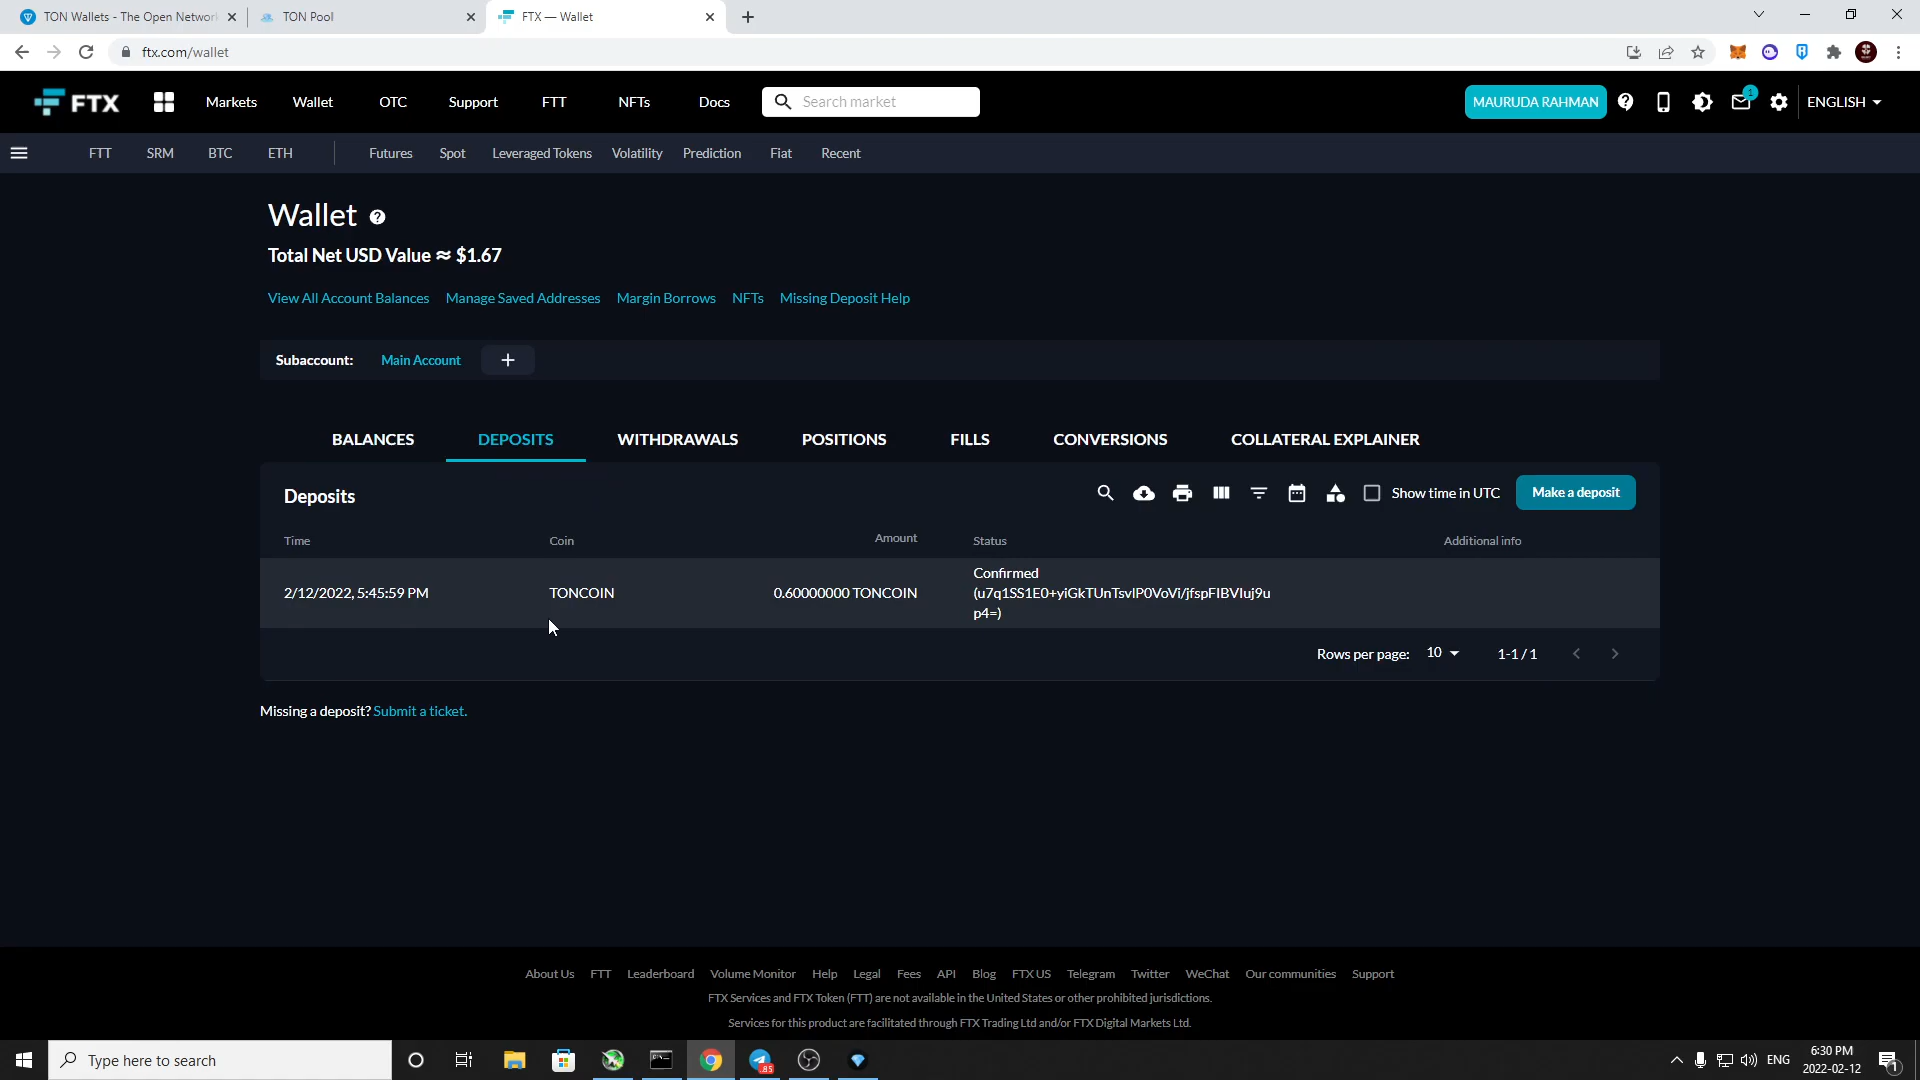 TON Wallets - The Open Networ
TON Pool
FTX — Wallet
ftx.com/wallet
FTX
Markets
Wallet
OTC
Support
FTT
NFTs
Docs
Search market
MAURUDA RAHMAN
1
ENGLISH
FTT
SRM
BTC
ETH
Futures
Spot
Leveraged Tokens
Volatility
Prediction
Fiat
Recent
Wallet
Total Net USD Value ≈ $1.67
View All Account Balances
Manage Saved Addresses
Margin Borrows
NFTs
Missing Deposit Help
Subaccount:
Main Account
+
BALANCES
DEPOSITS
WITHDRAWALS
POSITIONS
FILLS
CONVERSIONS
COLLATERAL EXPLAINER
Deposits
Show time in UTC
Make a deposit
Time
Coin
Amount
Status
Additional info
2/12/2022, 5:45:59 PM
TONCOIN
0.60000000 TONCOIN
Confirmed
(u7q1SS1E0+yiGkTUnTsvlP0VoVi/jfspFIBVIuj9u
p4=)
Rows per page:
10
1-1 / 1
Missing a deposit? Submit a ticket.
About Us
FTT
Leaderboard
Volume Monitor
Help
Legal
Fees
API
Blog
FTX US
Telegram
Twitter
WeChat
Our communities
Support
FTX Services and FTX Token (FTT) are not available in the United States or other prohibited jurisdictions.
Services for this product are facilitated through FTX Trading Ltd and/or FTX Digital Markets Ltd.
Type here to search
ENG
6:30 PM
2022-02-12
1